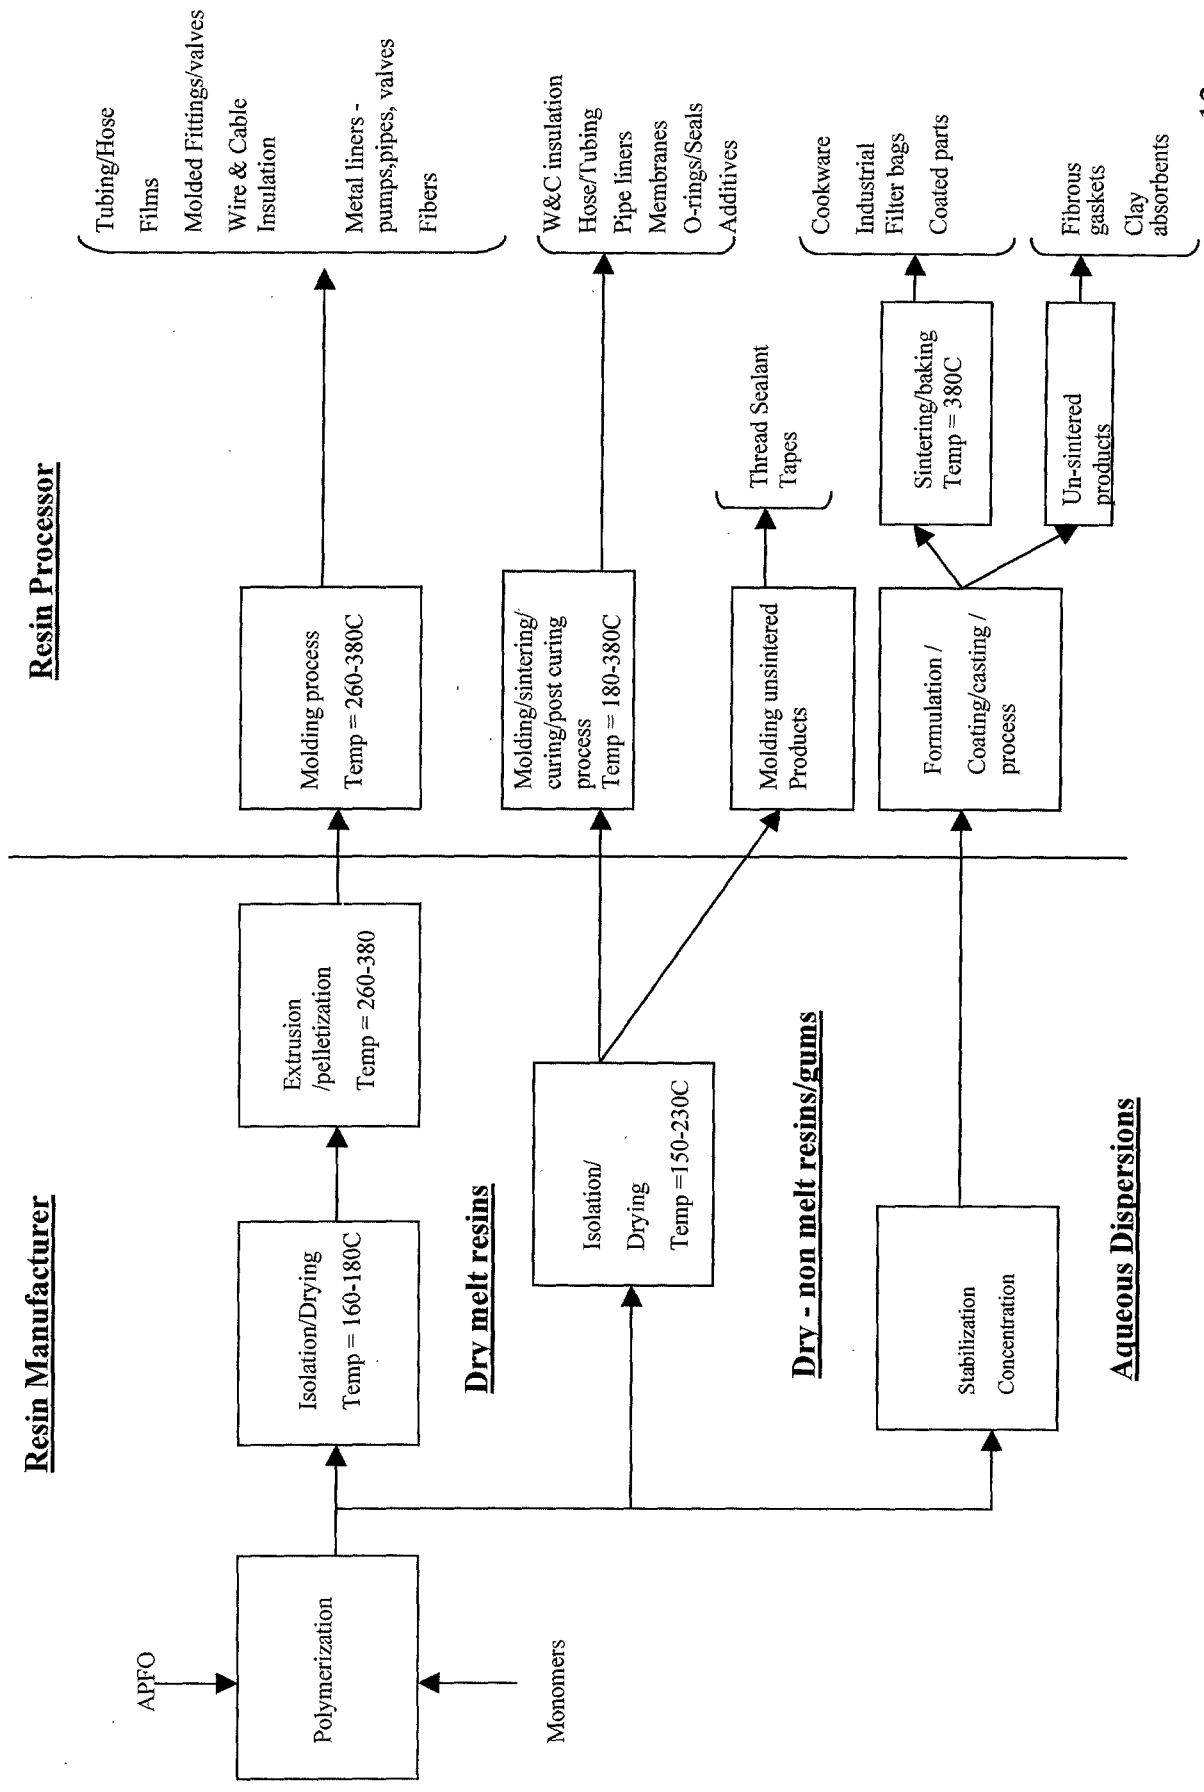 Resin Manufacturer
Resin Processor
APFO
Polymerization
Monomers
Isolation/Drying
Temp = 160-180C
Extrusion
/pelletization
Temp = 260-380
Molding process
Temp = 260-380C
Tubing/Hose
Films
Molded Fittings/valves
Wire & Cable
Insulation
Metal liners -
pumps,pipes, valves
Fibers
Dry melt resins
Isolation/
Drying
Temp =150-230C
Molding/sintering/
curing/post curing
process
Temp = 180-380C
W&C insulation
Hose/Tubing
Pipe liners
Membranes
O-rings/Seals
Additives
Molding unsintered
Products
Thread Sealant
Tapes
Dry - non melt resins/gums
Stabilization
Concentration
Formulation /
Coating/casting /
process
Sintering/baking
Temp = 380C
Cookware
Industrial
Filter bags
Coated parts
Un-sintered
products
Fibrous
gaskets
Clay
absorbents
Aqueous Dispersions